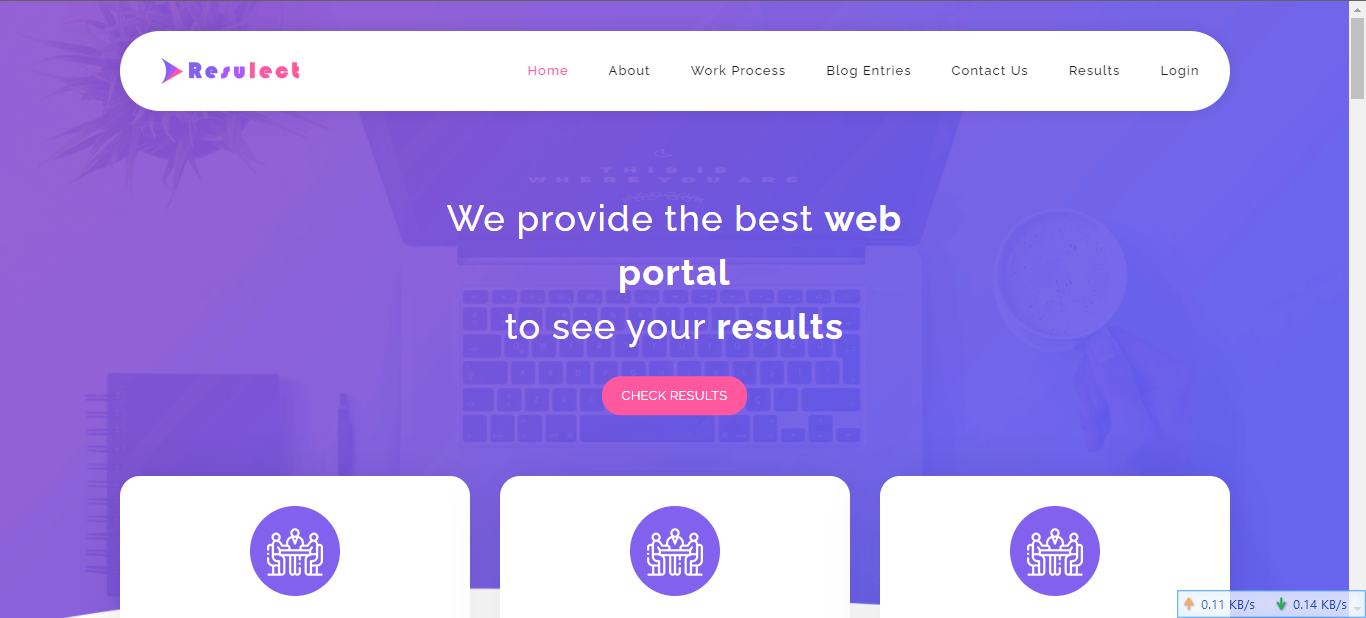 Resulect
Home About Work Process Blog Entries Contact Us Results Login
THIS IS
WHERE YOU ARE
We provide the best web
portal
to see your results
CHECK RESULTS
0.11 KB/s 0.14 KB/s